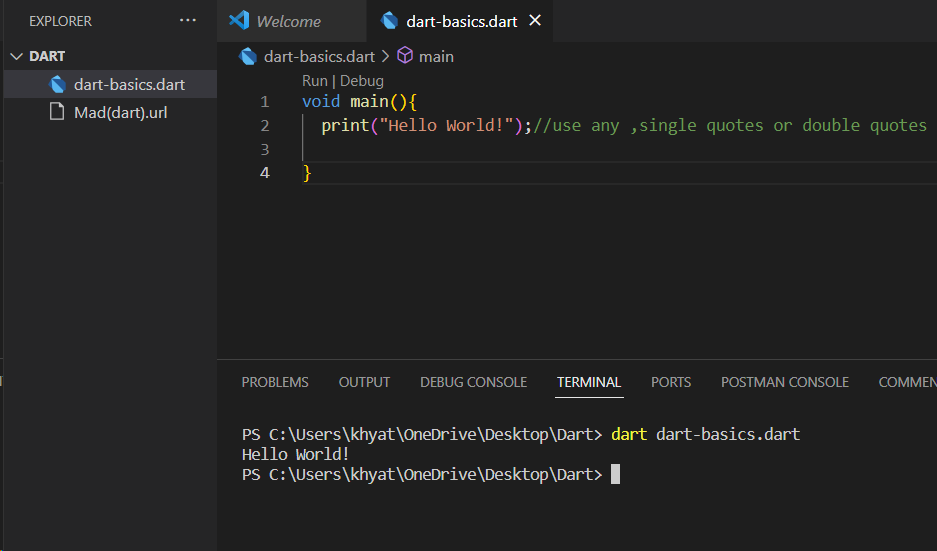 EXPLORER ...
DART
dart-basics.dart
Mad(dart).url
Welcome dart-basics.dart
dart-basics.dart > main
Run | Debug
1 void main(){
2 print("Hello World!");//use any ,single quotes or double quotes
3
4 }
PROBLEMS OUTPUT DEBUG CONSOLE TERMINAL PORTS POSTMAN CONSOLE COMMEN
PS C:\Users\khyat\OneDrive\Desktop\Dart> dart dart-basics.dart
Hello World!
PS C:\Users\khyat\OneDrive\Desktop\Dart>